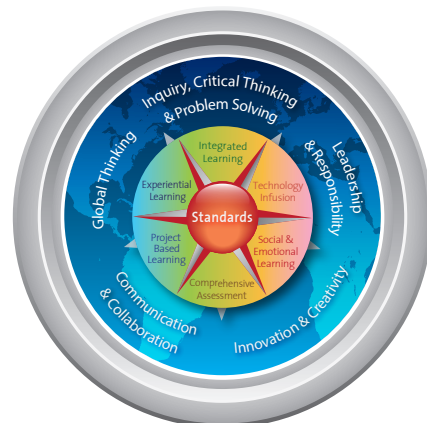 Inquiry, Critical Thinking
& Problem Solving
Global Thinking
Leadership
& Responsibility
Integrated
Learning
Experiential
Learning
Technology
Infusion
Standards
Project
Based
Learning
Social &
Emotional
Learning
Comprehensive
Assessment
Communication
& Collaboration
Innovation & Creativity